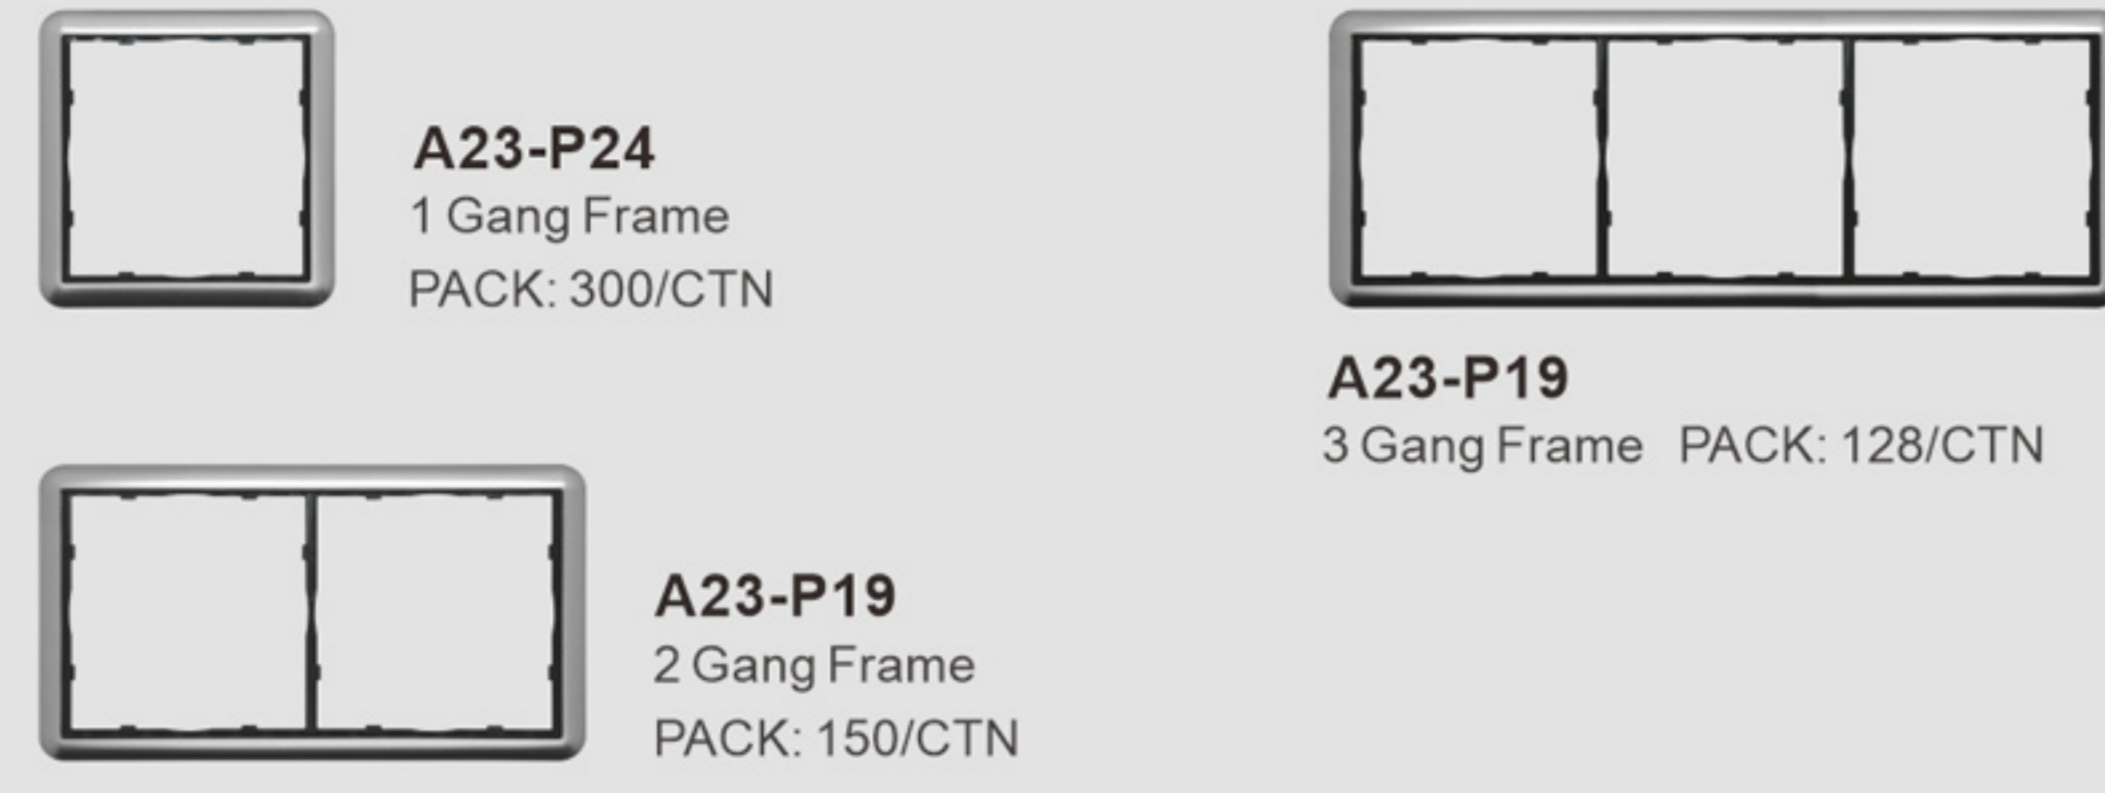 A23-P24
1 Gang Frame
PACK: 300/CTN
A23-P19
2 Gang Frame
PACK: 150/CTN
A23-P19
3 Gang Frame PACK: 128/CTN